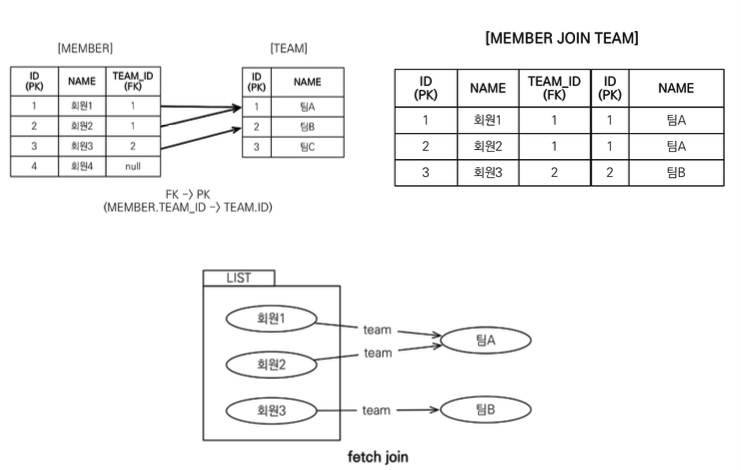 [MEMBER]
ID (PK) NAME TEAM_ID (FK)
1 회원1 1
2 회원2 1
3 회원3 2
4 회원4 null
[TEAM]
ID (PK) NAME
1 팀A
2 팀B
3 팀C
FK -> PK
(MEMBER.TEAM_ID -> TEAM.ID)
[MEMBER JOIN TEAM]
ID (PK) NAME TEAM_ID (FK) ID (PK) NAME
1 회원1 1 1 팀A
2 회원2 1 1 팀A
3 회원3 2 2 팀B
LIST
회원1 team 팀A
회원2 team
회원3 team 팀B
fetch join